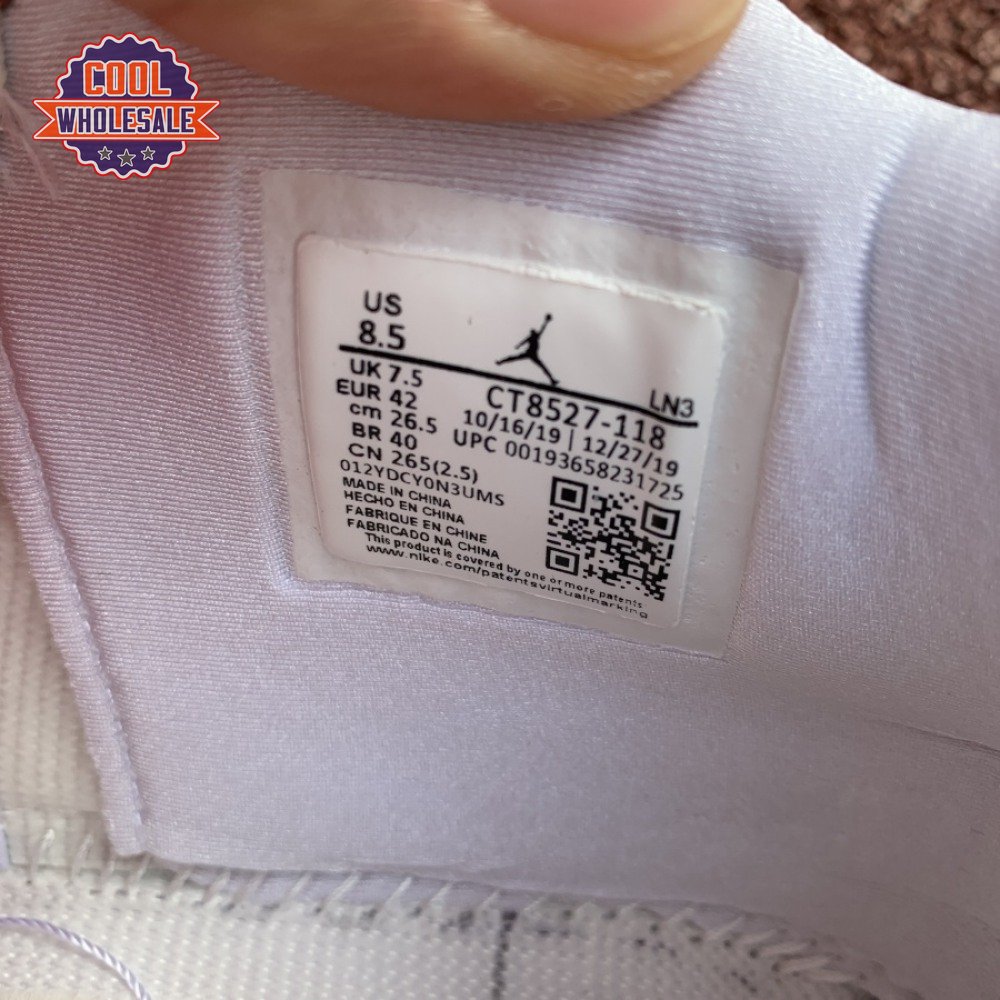 COOL
WHOLESALE
US
8.5
LN3
UK 7.5
CT8527-118
EUR 42
10/16/19 | 12/27/19
cm 26.5
UPC 00193658231725
BR 40
CN 265(2.5)
012YDCY0N3UMS
MADE IN CHINA
HECHO EN CHINA
FABRIQUE EN CHINE
FABRICADO NA CHINA
This product is covered by one or more patents
www.nike.com/patentsvirtualmarking